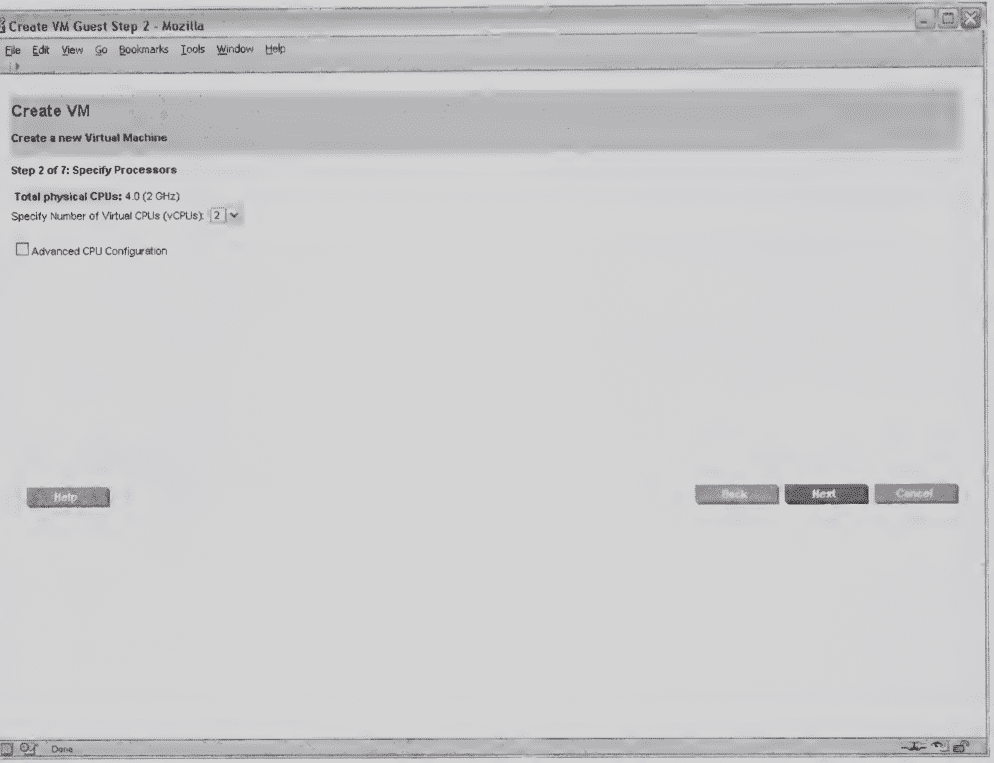 Create VM Guest Step 2 - Mozilla
File Edit View Go Bookmarks Tools Window Help
Create VM
Create a new Virtual Machine
Step 2 of 7: Specify Processors
Total physical CPUs: 4.0 (2 GHz)
Specify Number of Virtual CPUs (vCPUs): 2
Advanced CPU Configuration
Help Back Next Cancel
Done